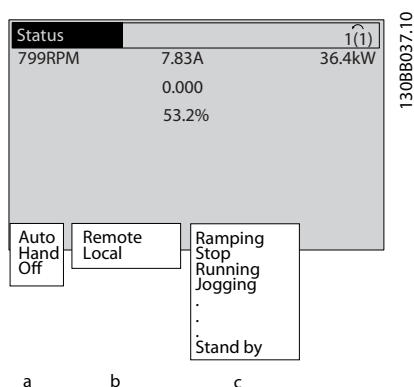 Status
1(1)
799RPM 7.83A 36.4kW
0.000
53.2%
130BB037.10
Auto
Hand
Off
Remote
Local
Ramping
Stop
Running
Jogging
.
.
.
Stand by
a b c